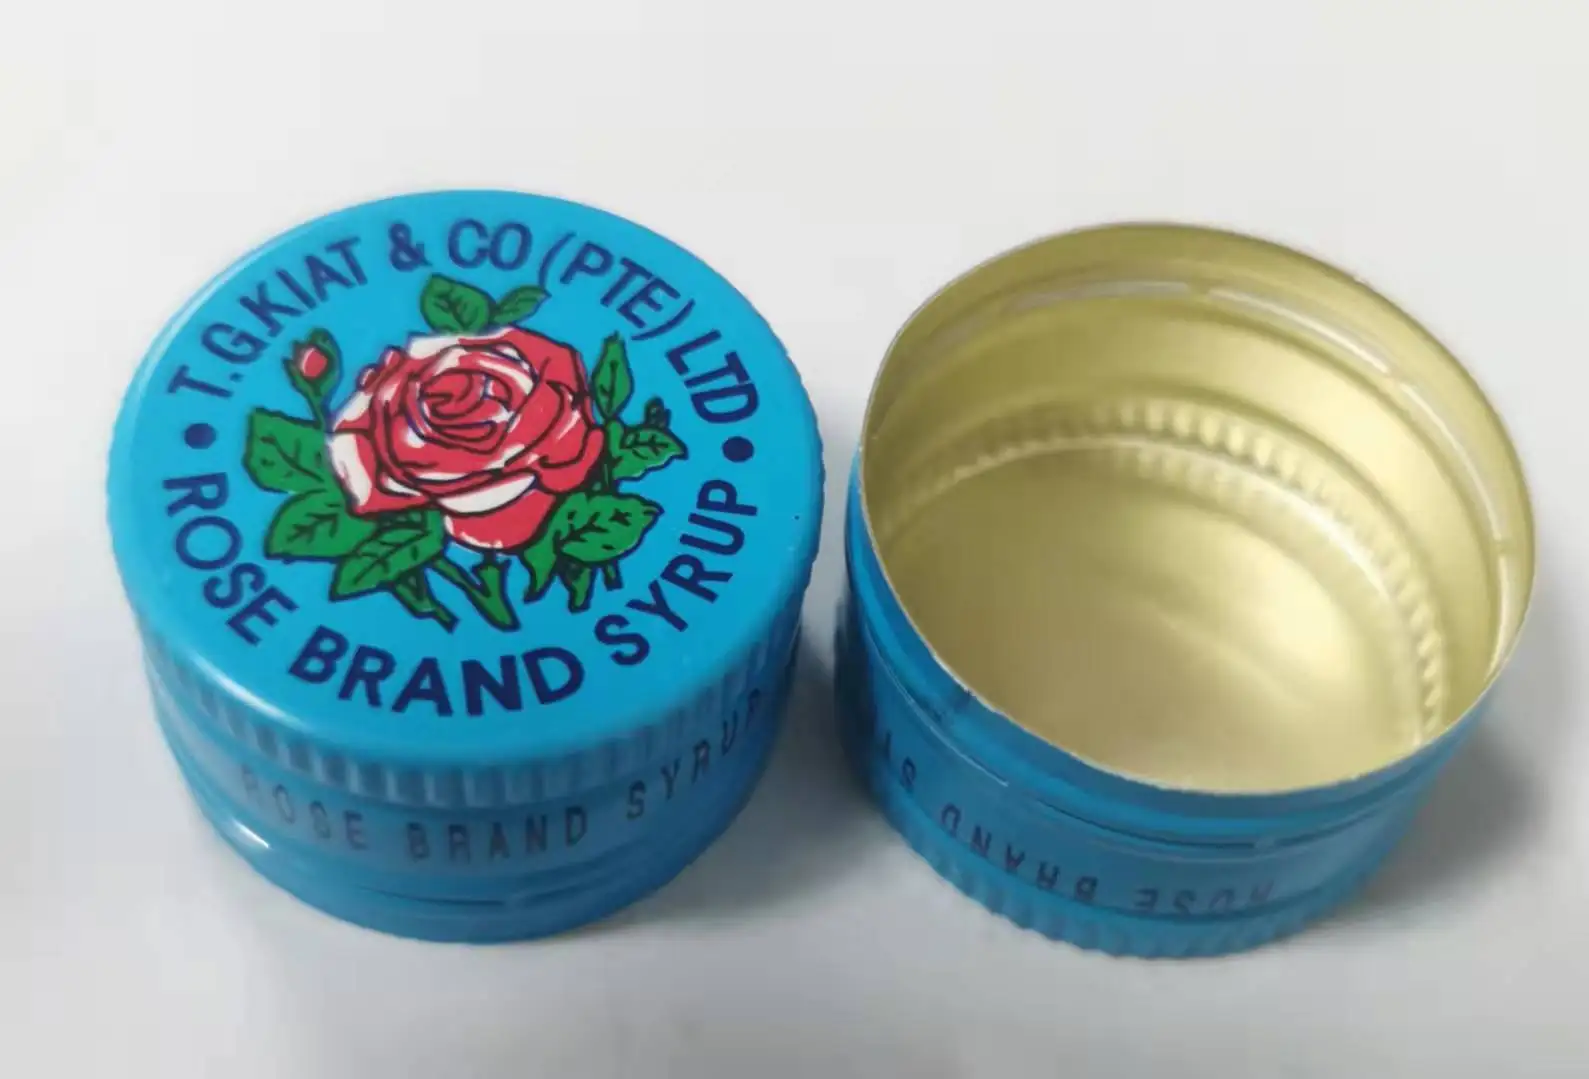 T.G.KIAT & CO (PTE) LTD
• ROSE BRAND SYRUP •
ROSE BRAND SYRUP
ROSE BRAND SY